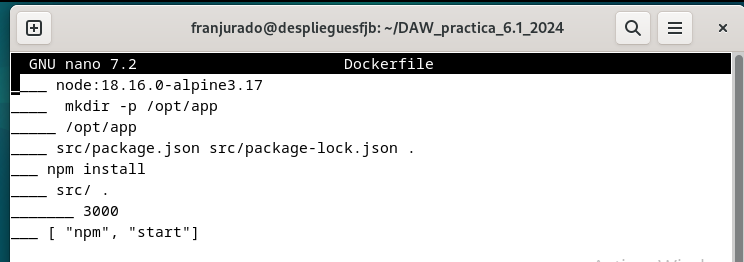 franjurado@desplieguesfjb: ~/DAW_practica_6.1_2024
GNU nano 7.2 Dockerfile
____ node:18.16.0-alpine3.17
____  mkdir -p /opt/app
_____ /opt/app
____ src/package.json src/package-lock.json .
___ npm install
____ src/ .
_______ 3000
___ [ "npm", "start"]